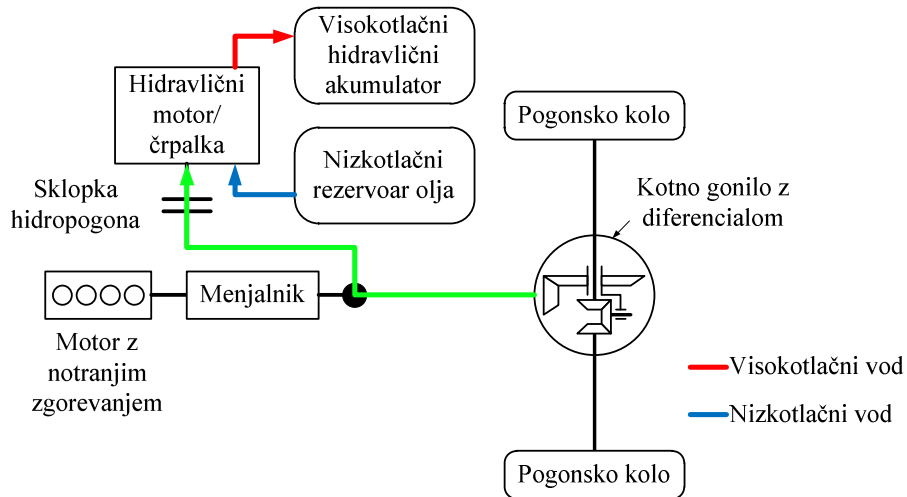 Visokotlačni
hidravlični
akumulator
Hidravlični
motor/
črpalka
Nizkotlačni
rezervoar olja
Sklopka
hidropogona
Menjalnik
Motor z
notranjim
zgorevanjem
Pogonsko kolo
Kotno gonilo z
diferencialom
Pogonsko kolo
Visokotlačni vod
Nizkotlačni vod